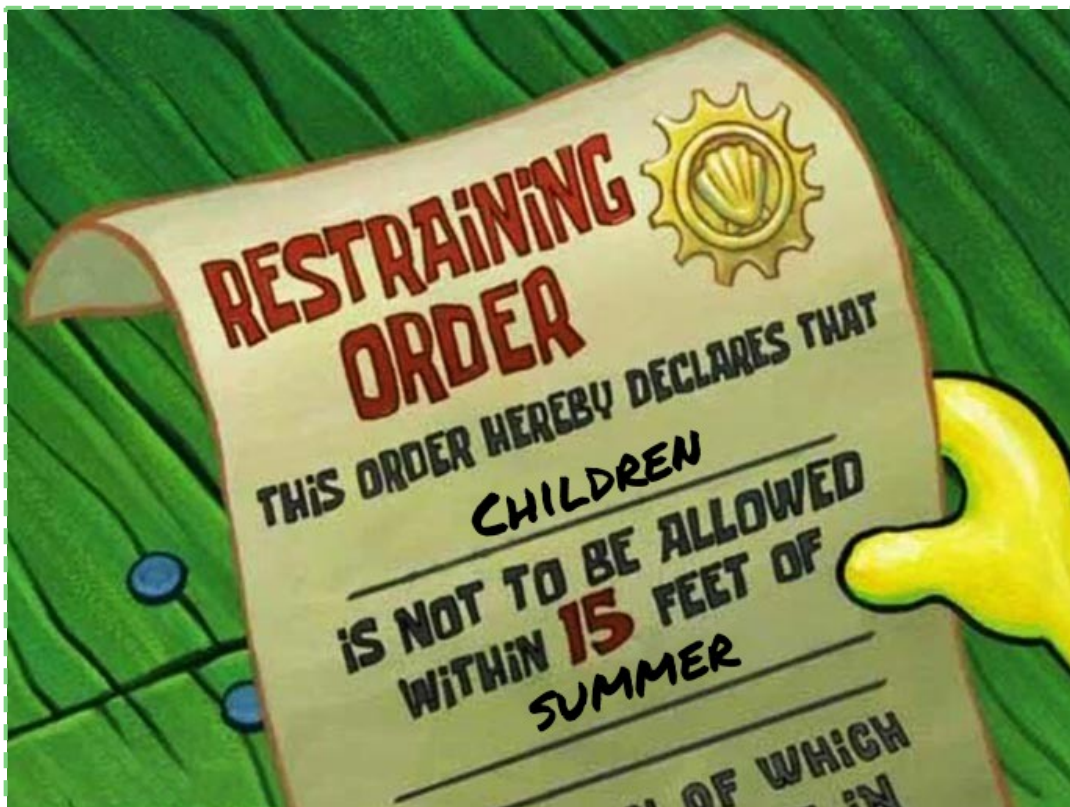 RESTRAiNiNG
ORDER
THiS ORDER HEREBY DECLARES THAT
CHILDREN
iS NOT TO BE ALLOWED
WiTHiN 15 FEET OF
SUMMER
OF WHiCH